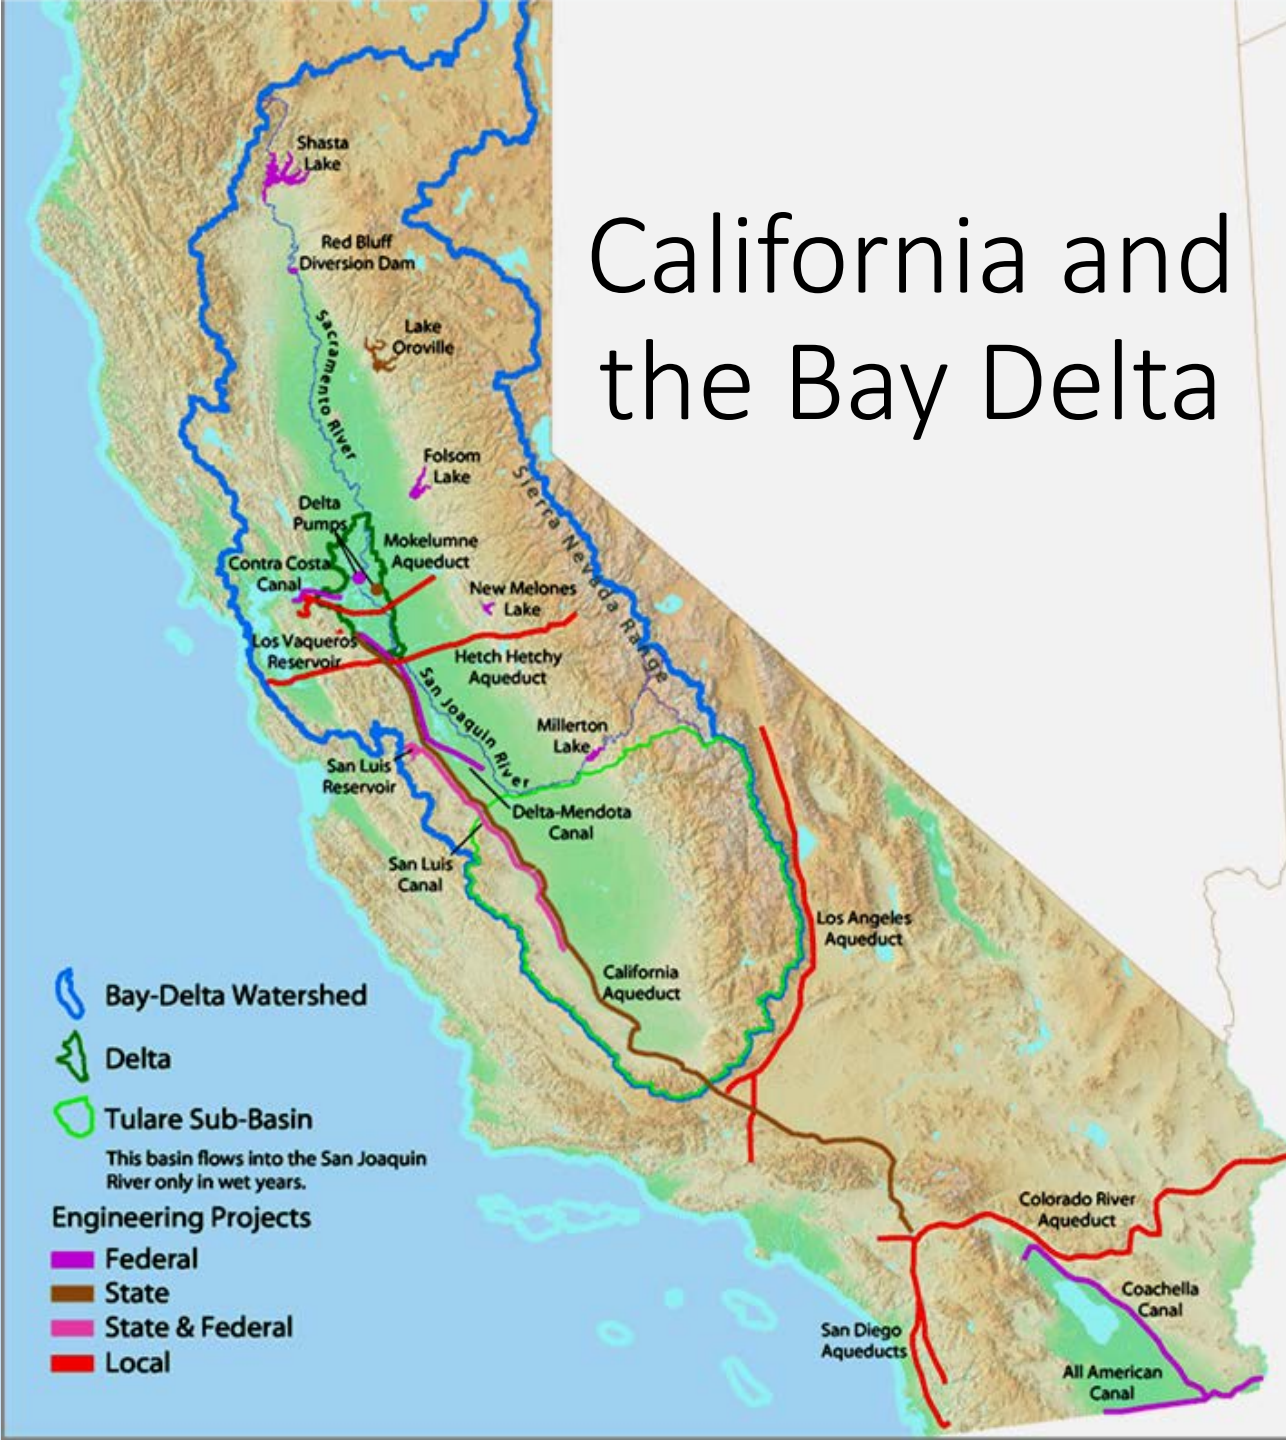 California and
the Bay Delta
Shasta
Lake
Red Bluff
Diversion Dam
Sacramento River
Lake
Oroville
Folsom
Lake
Sierra Nevada Range
Delta
Pumps
Mokelumne
Aqueduct
Contra Costa
Canal
New Melones
Lake
Los Vaqueros
Reservoir
Hetch Hetchy
Aqueduct
San Joaquin River
Millerton
Lake
San Luis
Reservoir
Delta-Mendota
Canal
San Luis
Canal
Los Angeles
Aqueduct
California
Aqueduct
Bay-Delta Watershed
Delta
Tulare Sub-Basin
This basin flows into the San Joaquin
River only in wet years.
Engineering Projects
Federal
State
State & Federal
Local
Colorado River
Aqueduct
Coachella
Canal
San Diego
Aqueducts
All American
Canal